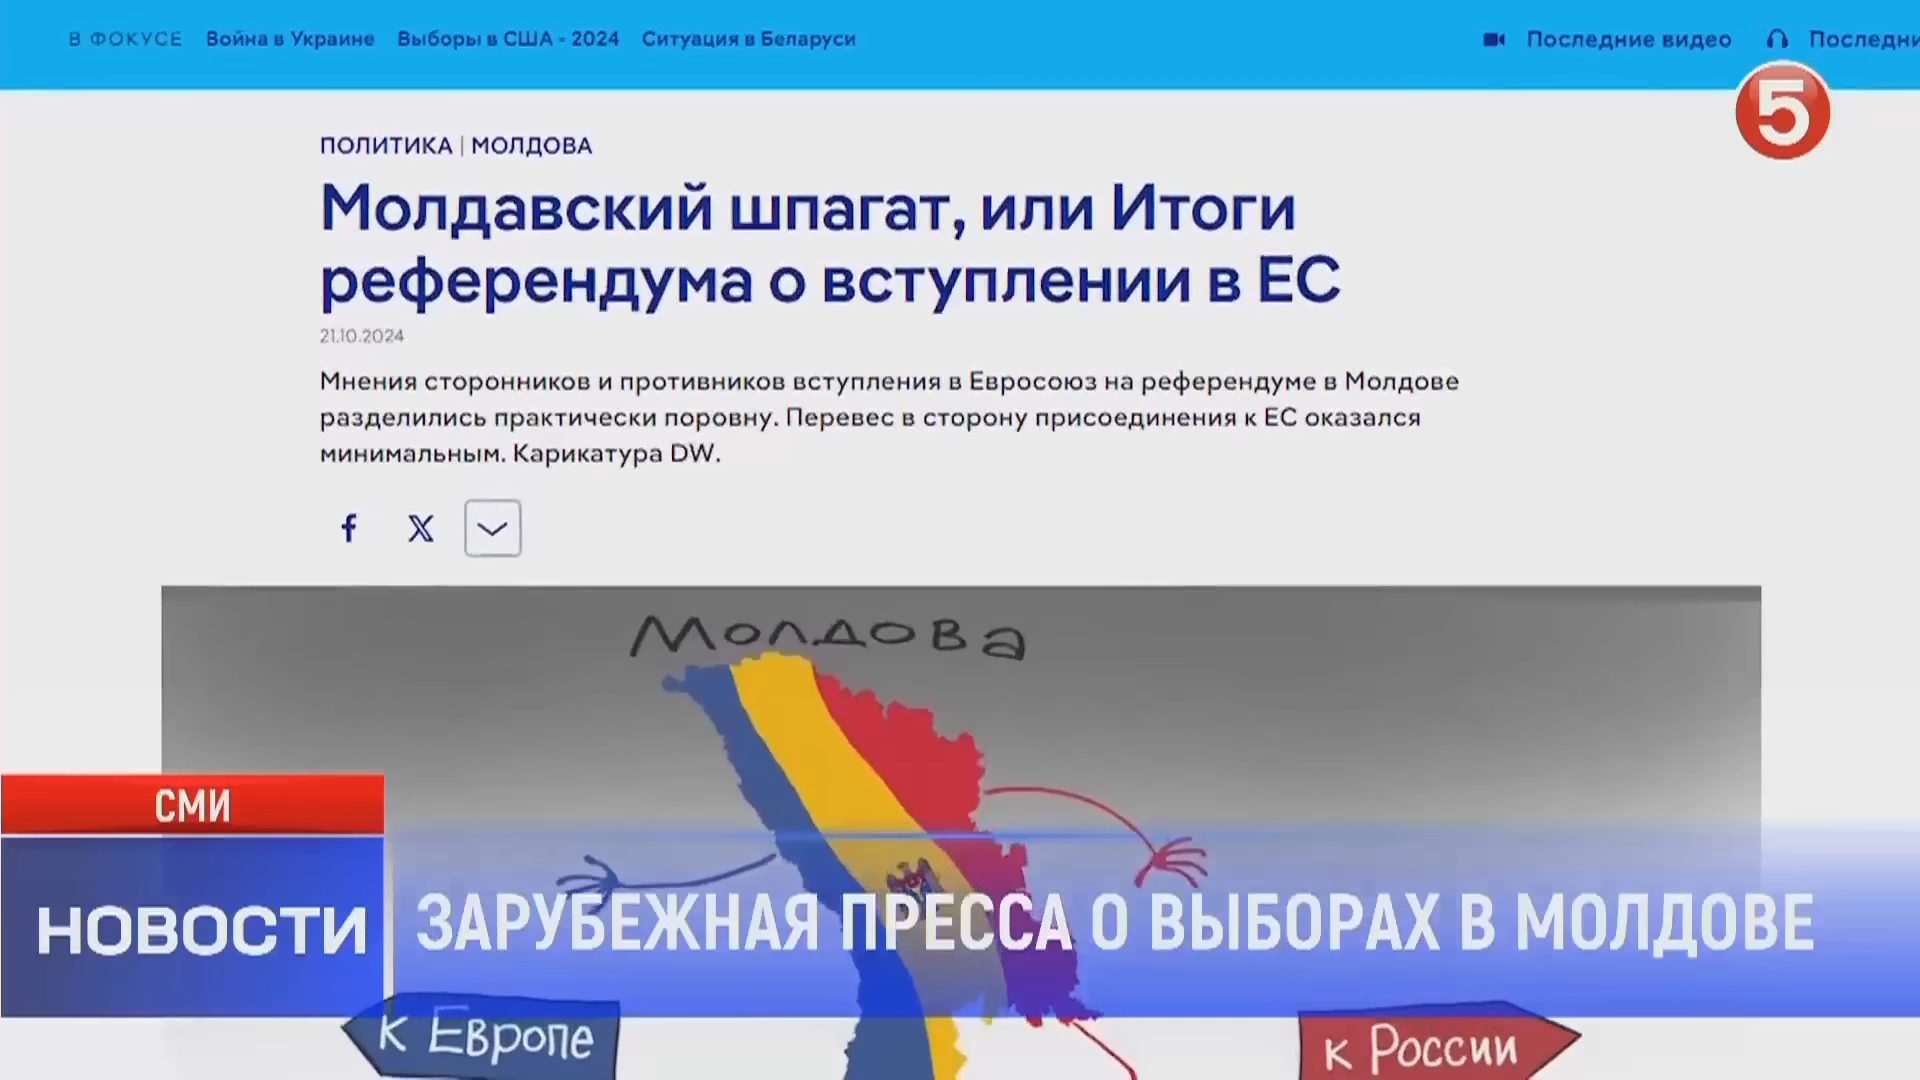 В ФОКУСЕ Война в Украине Выборы в США - 2024 Ситуация в Беларуси Последние видео Последни
5
ПОЛИТИКА | МОЛДОВА
Молдавский шпагат, или Итоги
референдума о вступлении в ЕС
21.10.2024
Мнения сторонников и противников вступления в Евросоюз на референдуме в Молдове
разделились практически поровну. Перевес в сторону присоединения к ЕС оказался
минимальным. Карикатура DW.
f X
Молдова
СМИ
НОВОСТИ
ЗАРУБЕЖНАЯ ПРЕССА О ВЫБОРАХ В МОЛДОВЕ
к Европе
к России